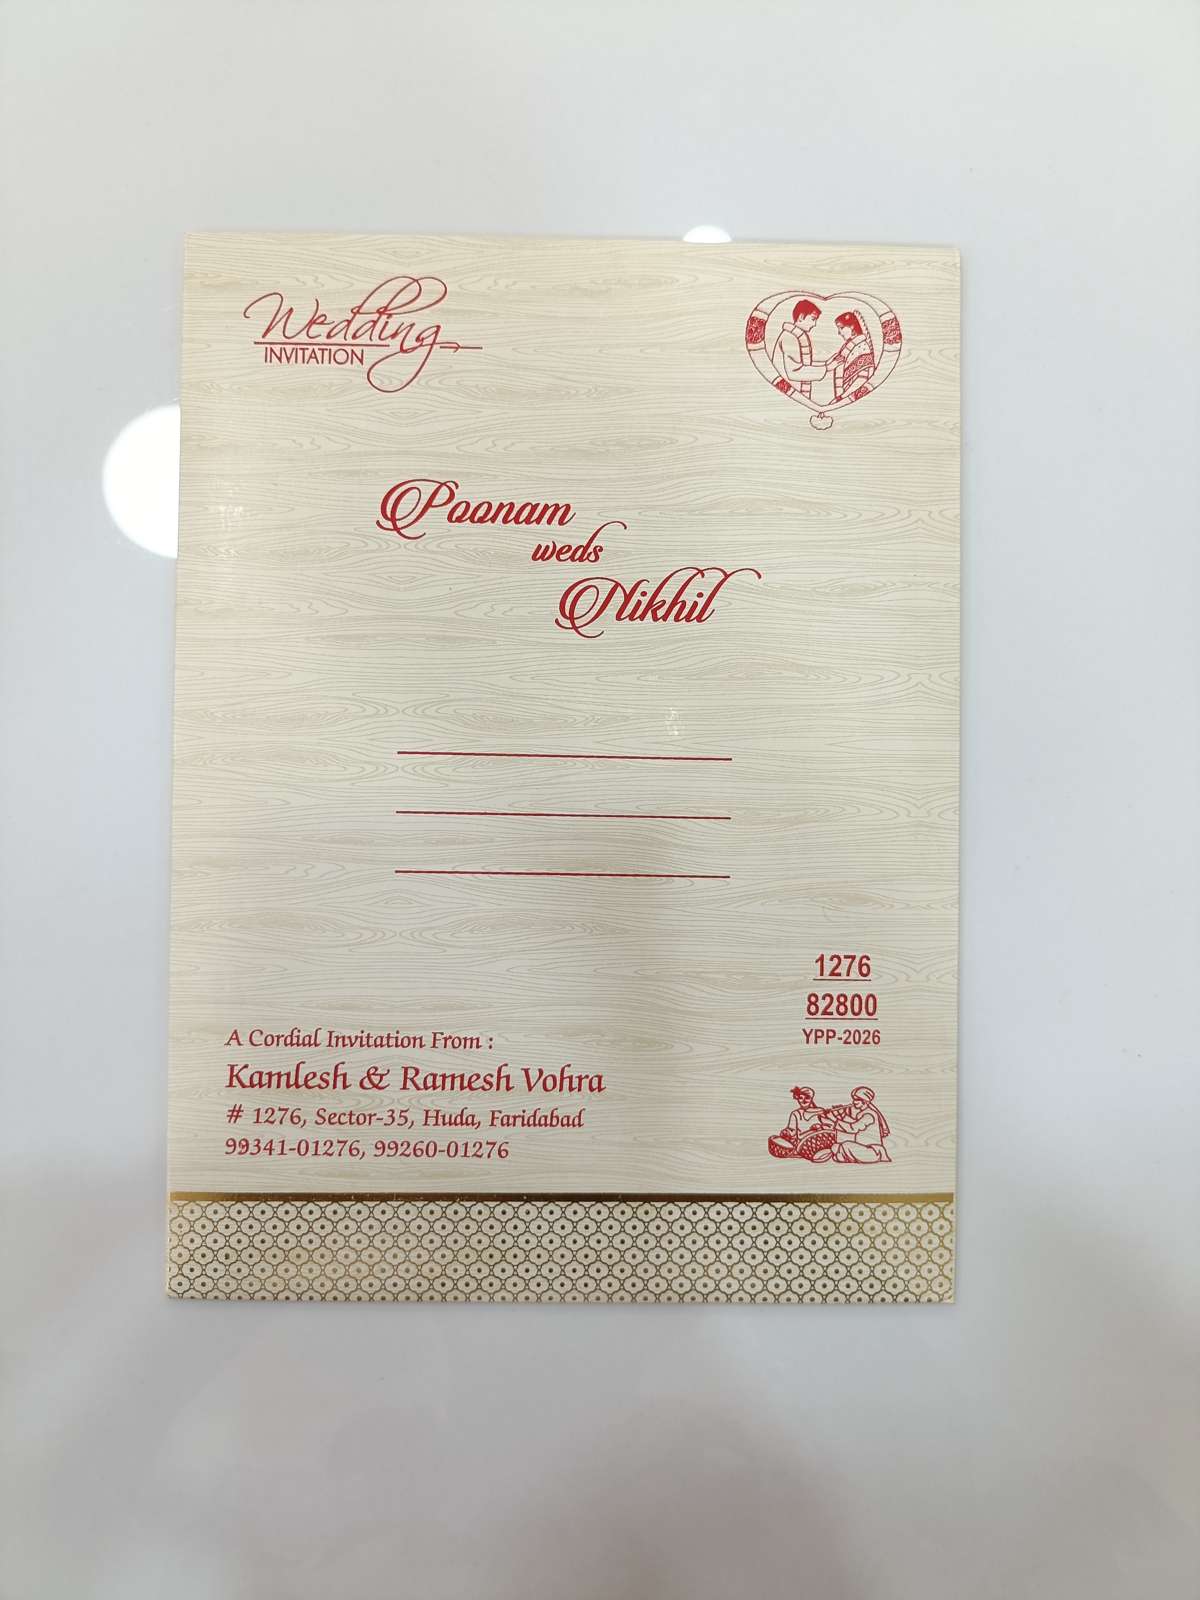 Wedding
INVITATION
Poonam
weds
Nikhil
1276
82800
YPP-2026
A Cordial Invitation From :
Kamlesh & Ramesh Vohra
# 1276, Sector-35, Huda, Faridabad
99341-01276, 99260-01276